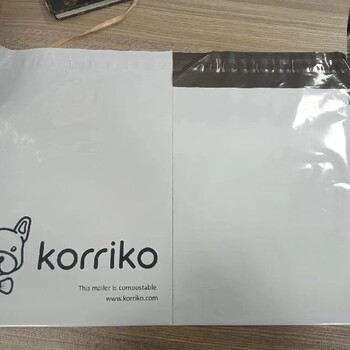 korriko
This mailer is compostable.
www.korriko.com